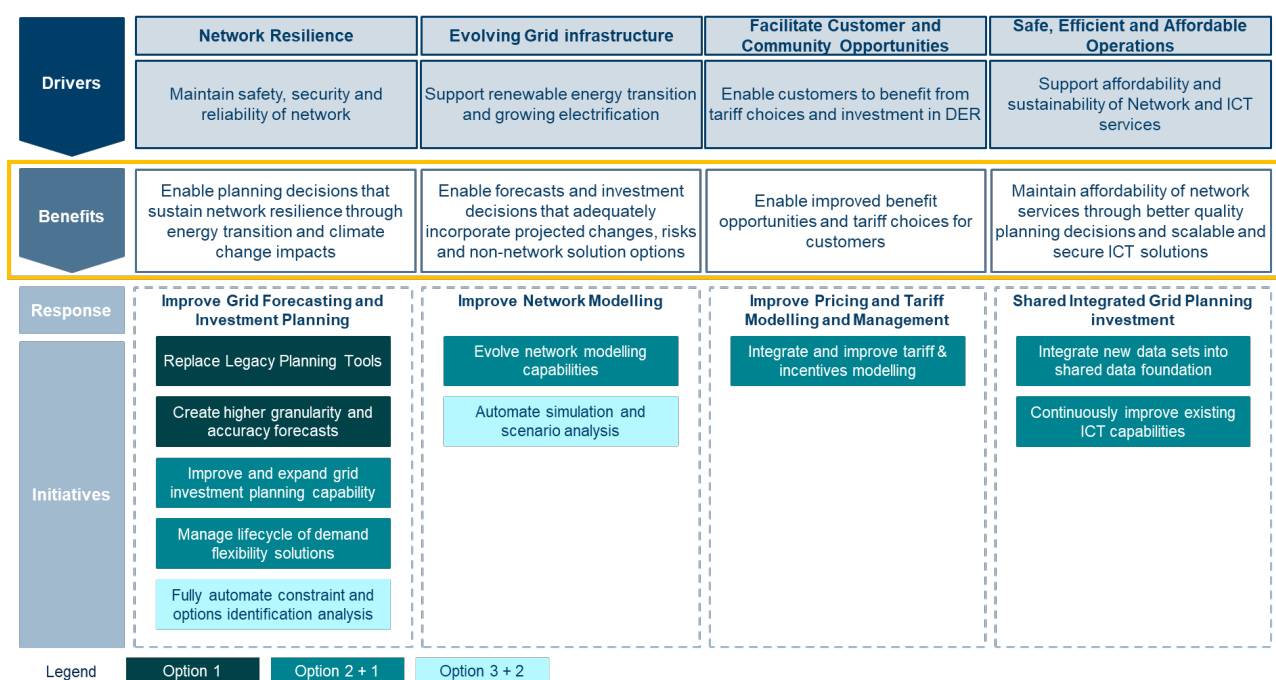 Drivers
Network Resilience
Evolving Grid infrastructure
Facilitate Customer and
Community Opportunities
Safe, Efficient and Affordable
Operations
Maintain safety, security and
reliability of network
Support renewable energy transition
and growing electrification
Enable customers to benefit from
tariff choices and investment in DER
Support affordability and
sustainability of Network and ICT
services
Benefits
Enable planning decisions that
sustain network resilience through
energy transition and climate
change impacts
Enable forecasts and investment
decisions that adequately
incorporate projected changes, risks
and non-network solution options
Enable improved benefit
opportunities and tariff choices for
customers
Maintain affordability of network
services through better quality
planning decisions and scalable and
secure ICT solutions
Response
Improve Grid Forecasting and
Investment Planning
Improve Network Modelling
Improve Pricing and Tariff
Modelling and Management
Shared Integrated Grid Planning
investment
Initiatives
Replace Legacy Planning Tools
Create higher granularity and
accuracy forecasts
Improve and expand grid
investment planning capability
Manage lifecycle of demand
flexibility solutions
Fully automate constraint and
options identification analysis
Evolve network modelling
capabilities
Automate simulation and
scenario analysis
Integrate and improve tariff &
incentives modelling
Integrate new data sets into
shared data foundation
Continuously improve existing
ICT capabilities
Legend
Option 1
Option 2 + 1
Option 3 + 2